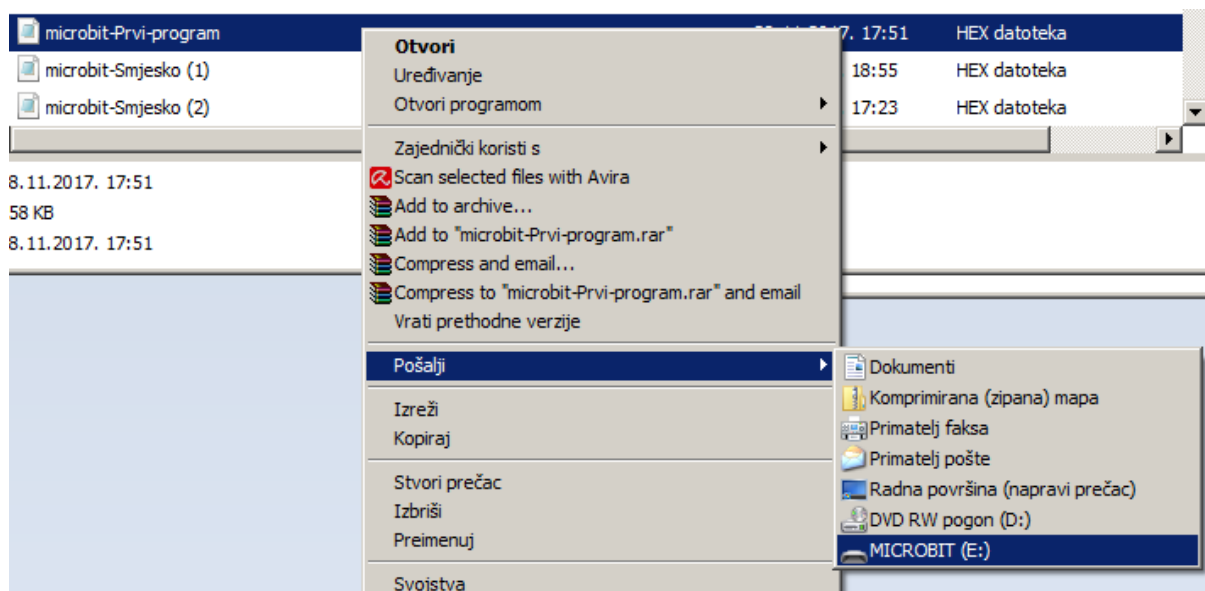 microbit-Prvi-program 7. 17:51 HEX datoteka
microbit-Smjesko (1) 18:55 HEX datoteka
microbit-Smjesko (2) 17:23 HEX datoteka
8.11.2017. 17:51
58 KB
8.11.2017. 17:51
Otvori
Uređivanje
Otvori programom
Zajednički koristi s
Scan selected files with Avira
Add to archive...
Add to "microbit-Prvi-program.rar"
Compress and email...
Compress to "microbit-Prvi-program.rar" and email
Vrati prethodne verzije
Pošalji
Izreži
Kopiraj
Stvori prečac
Izbriši
Preimenuj
Svojstva
Dokumenti
Komprimirana (zipana) mapa
Primatelj faksa
Primatelj pošte
Radna površina (napravi prečac)
DVD RW pogon (D:)
MICROBIT (E:)